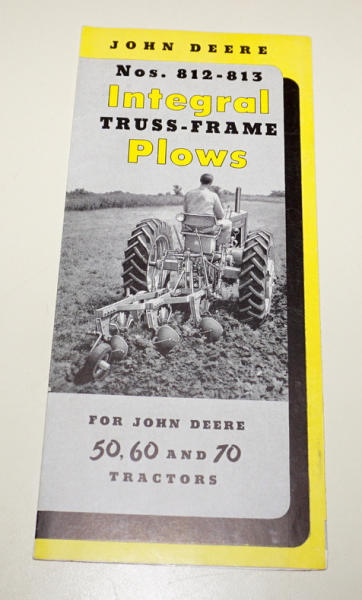 JOHN DEERE
Nos. 812-813
Integral
TRUSS-FRAME
Plows
FOR JOHN DEERE
50, 60 AND 70
TRACTORS